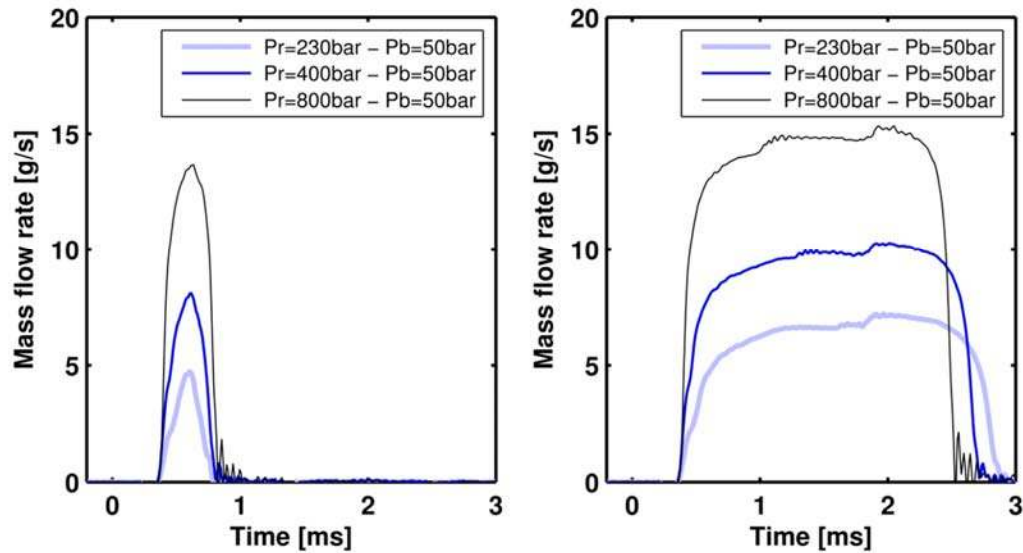 20
15
10
5
0
Mass flow rate [g/s]
Pr=230bar − Pb=50bar
Pr=400bar − Pb=50bar
Pr=800bar − Pb=50bar
0 1 2 3
Time [ms]
20
15
10
5
0
Mass flow rate [g/s]
Pr=230bar − Pb=50bar
Pr=400bar − Pb=50bar
Pr=800bar − Pb=50bar
0 1 2 3
Time [ms]